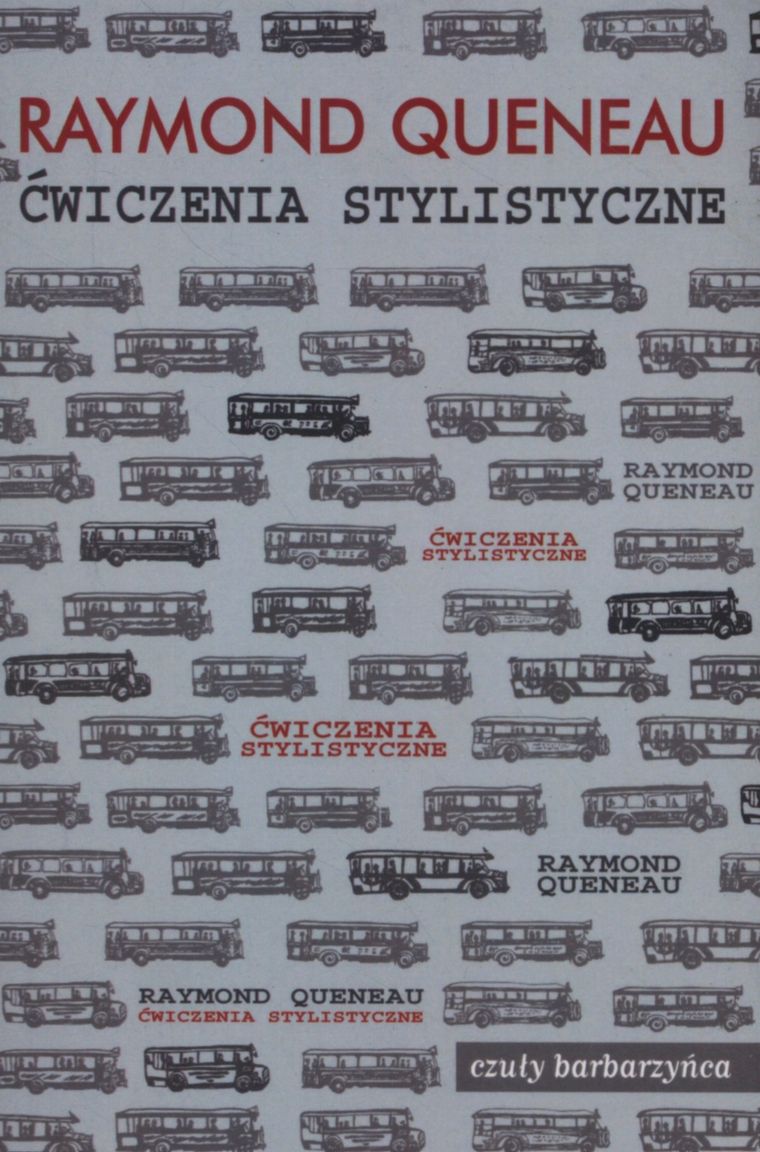 RAYMOND QUENEAU
ĆWICZENIA STYLISTYCZNE
RAYMOND
QUENEAU
ĆWICZENIA
STYLISTYCZNE
ĆWICZENIA
STYLISTYCZNE
RAYMOND
QUENEAU
RAYMOND QUENEAU
ĆWICZENIA STYLISTYCZNE
czuły barbarzyńca